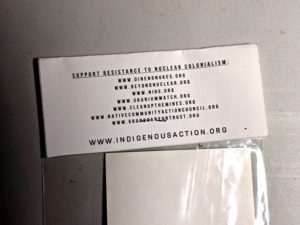 SUPPORT RESISTANCE TO NUCLEAR COLONIALISM:
WWW.DINENONUKES.ORG
WWW.BEYONDNUCLEAR.ORG
WWW.NIRS.ORG
WWW.URANIUMWATCH.ORG
WWW.CLEANUPTHEMINES.ORG
WWW.NATIVECOMMUNITYACTIONCOUNCIL.ORG
WWW.INDIGENOUSACTION.ORG